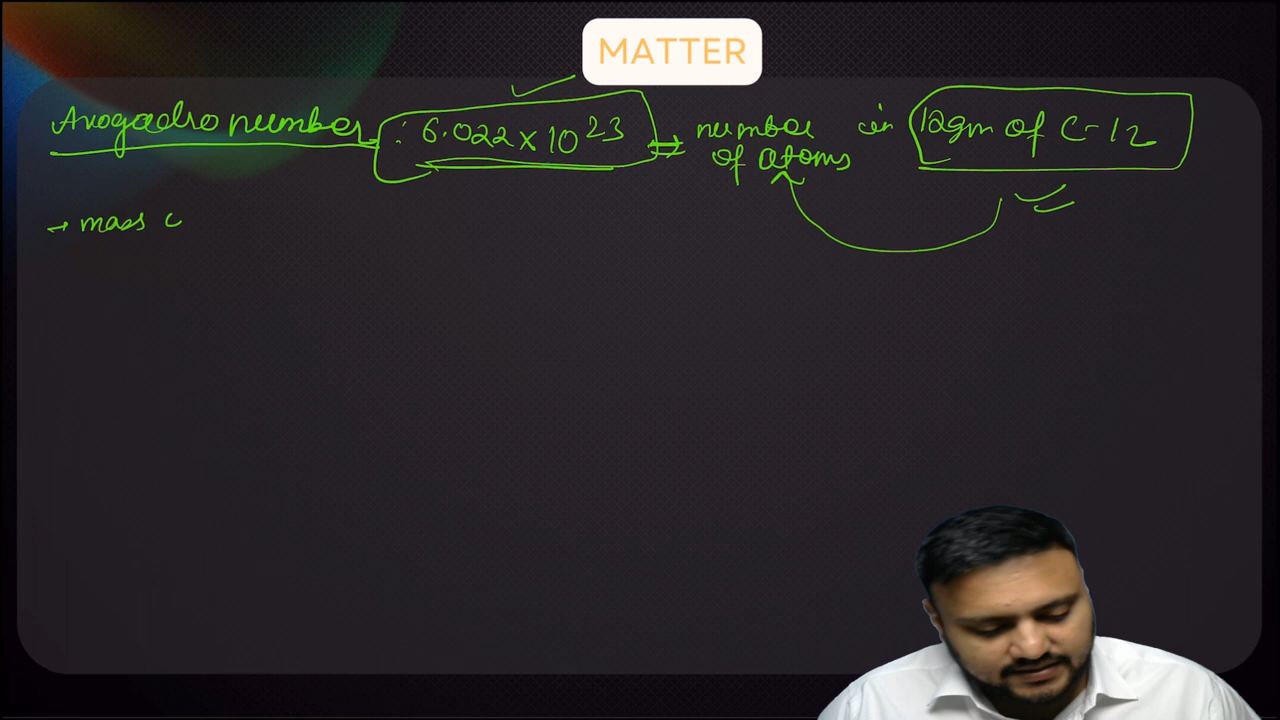 MATTER
Avogadro number : 6.022 x 10^23 ⇒ number of atoms in 12gm of C-12
→ mass c